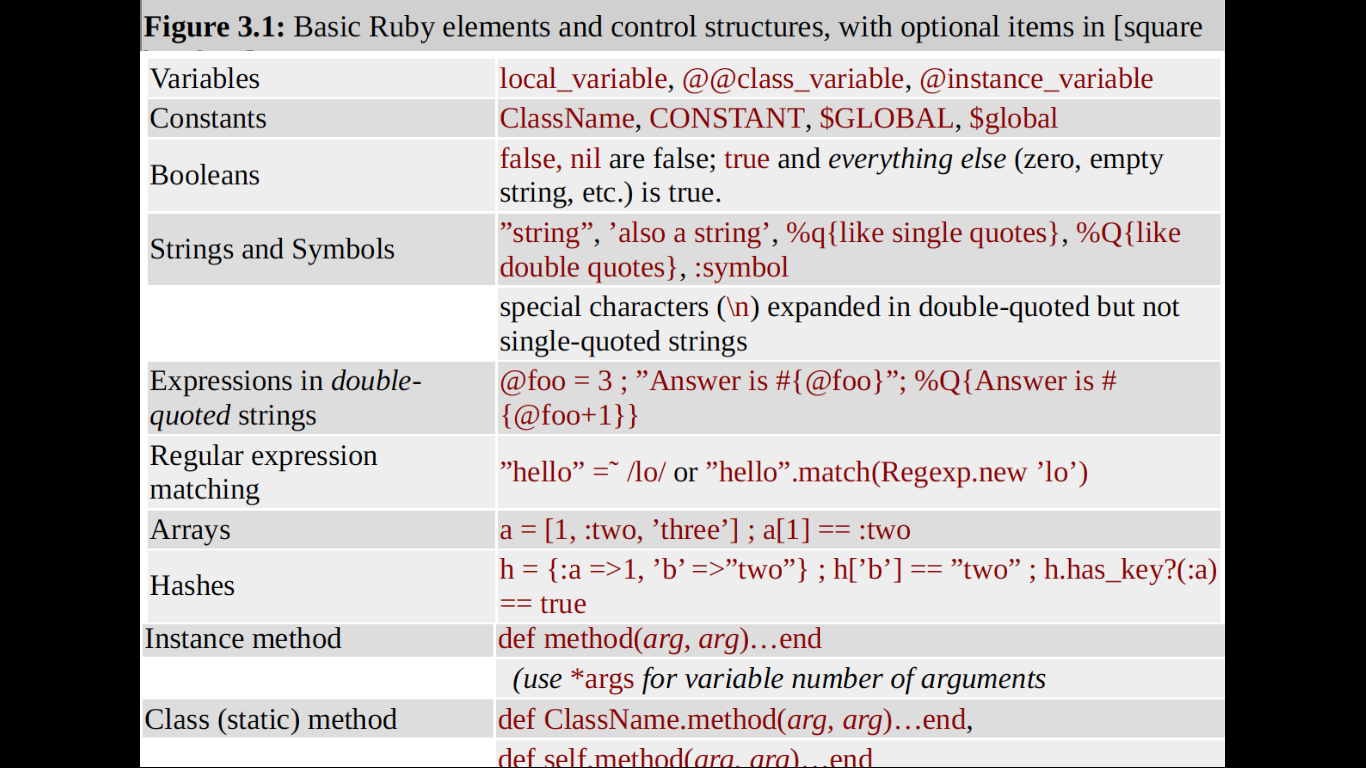 Figure 3.1: Basic Ruby elements and control structures, with optional items in [square
Variables
local_variable, @@class_variable, @instance_variable
Constants
ClassName, CONSTANT, $GLOBAL, $global
Booleans
false, nil are false; true and everything else (zero, empty
string, etc.) is true.
Strings and Symbols
”string”, ’also a string’, %q{like single quotes}, %Q{like
double quotes}, :symbol
special characters (\n) expanded in double-quoted but not
single-quoted strings
Expressions in double-
quoted strings
@foo = 3 ; ”Answer is #{@foo}”; %Q{Answer is #
{@foo+1}}
Regular expression
matching
”hello” =˜ /lo/ or ”hello”.match(Regexp.new ’lo’)
Arrays
a = [1, :two, ’three’] ; a[1] == :two
Hashes
h = {:a =>1, ’b’ =>”two”} ; h[’b’] == ”two” ; h.has_key?(:a)
== true
Instance method
def method(arg, arg)…end
(use *args for variable number of arguments
Class (static) method
def ClassName.method(arg, arg)…end,
def self.method(arg, arg)…end